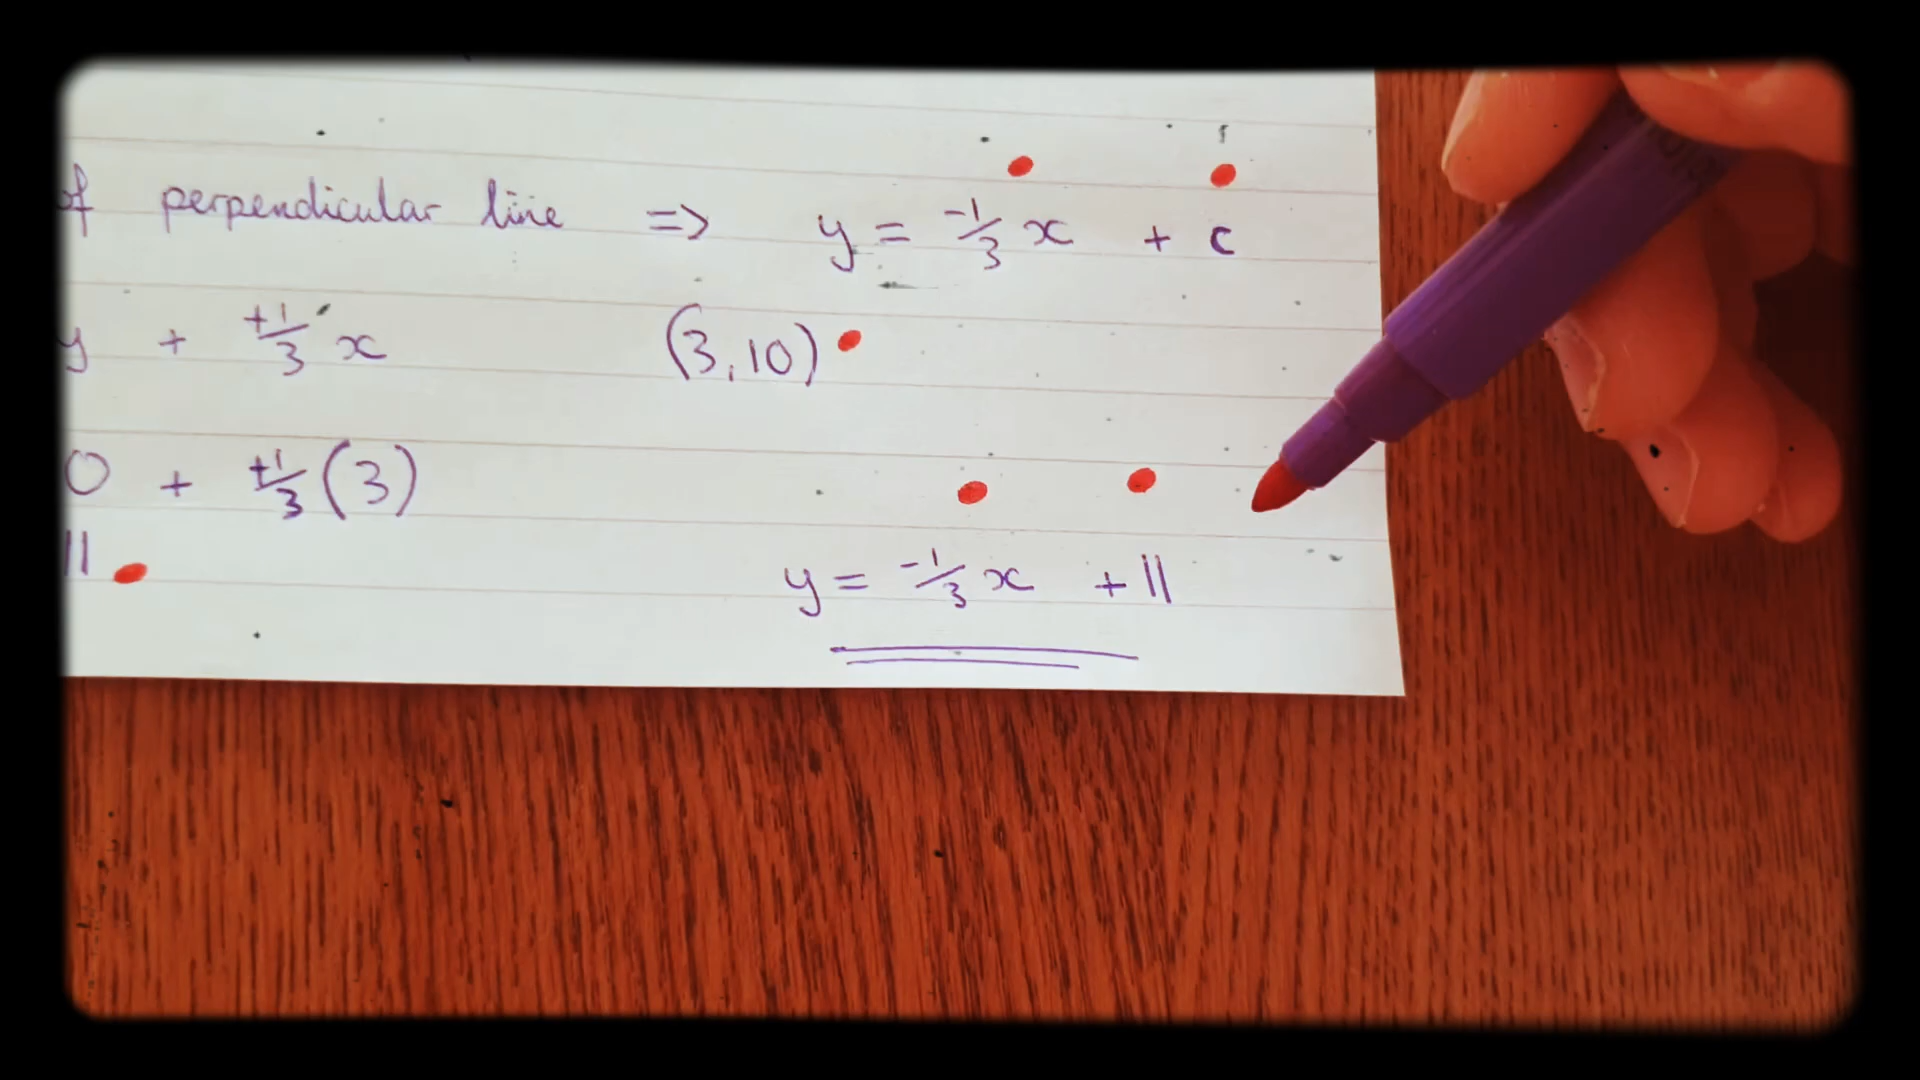 of perpendicular line => y = -1/3 x + c
y + +1/3 x (3,10)
0 + +1/3 (3)
11
y = -1/3 x + 11